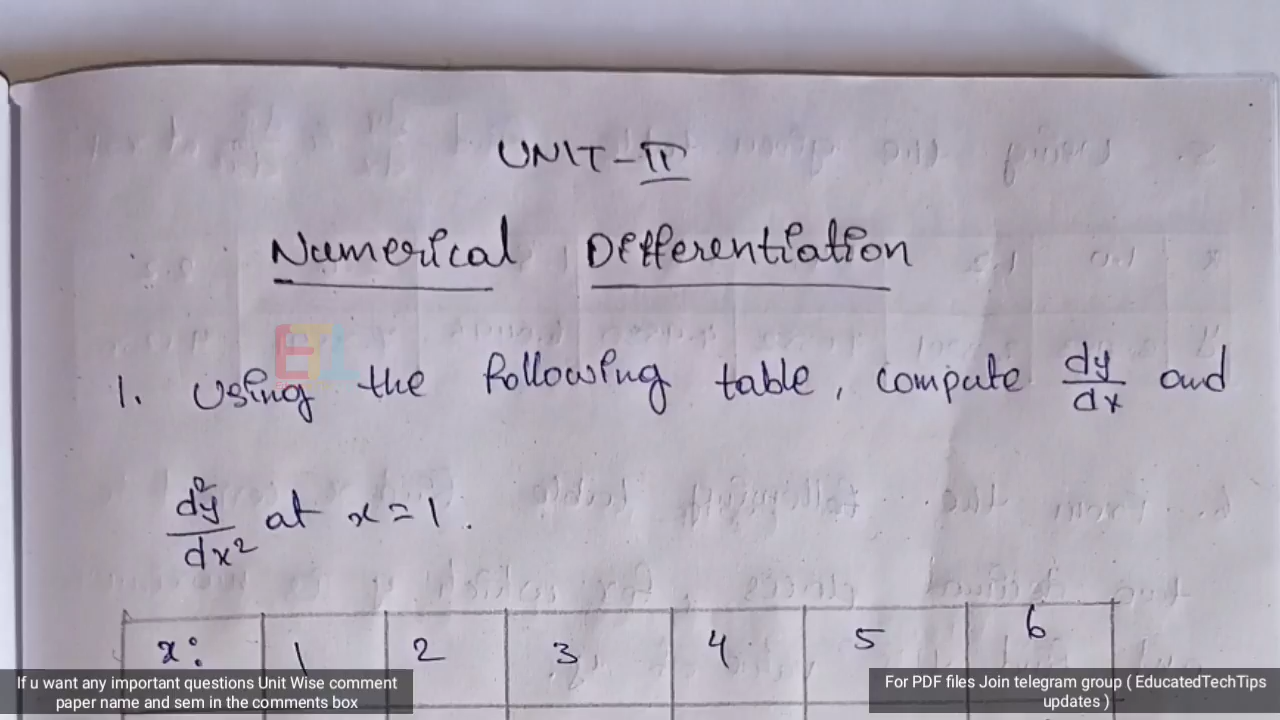 UNIT-II
Numerical Differentiation
ETL
1. Using the following table, compute dy/dx and
d²y/dx² at x=1.
x: 1 2 3 4 5 6
If u want any important questions Unit Wise comment
paper name and sem in the comments box
For PDF files Join telegram group ( EducatedTechTips
updates )